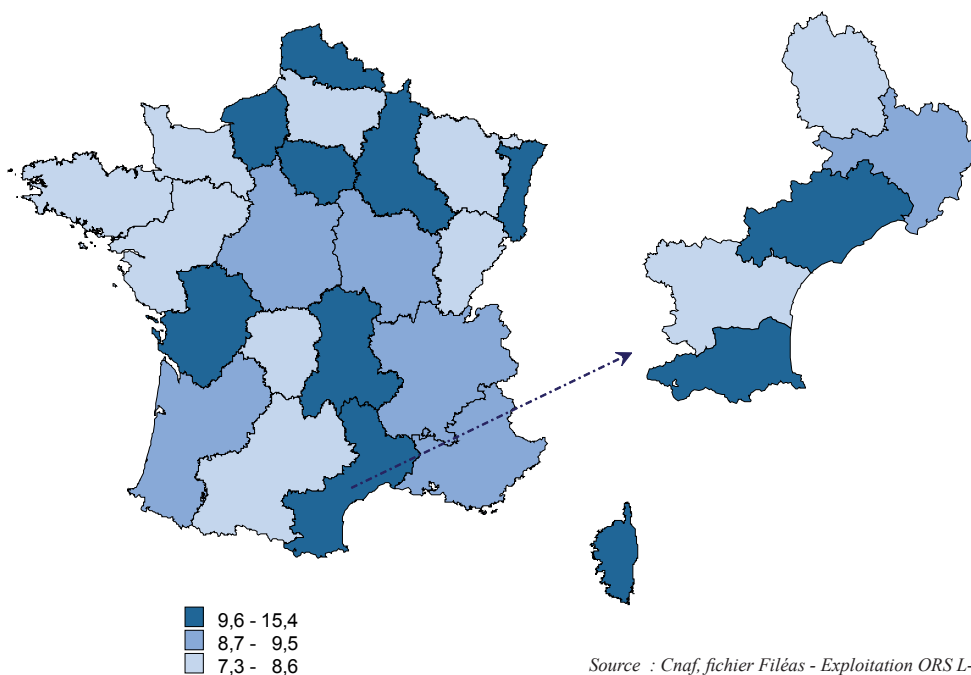 9,6 - 15,4
8,7 - 9,5
7,3 - 8,6
Source : Cnaf, fichier Filéas - Exploitation ORS L-